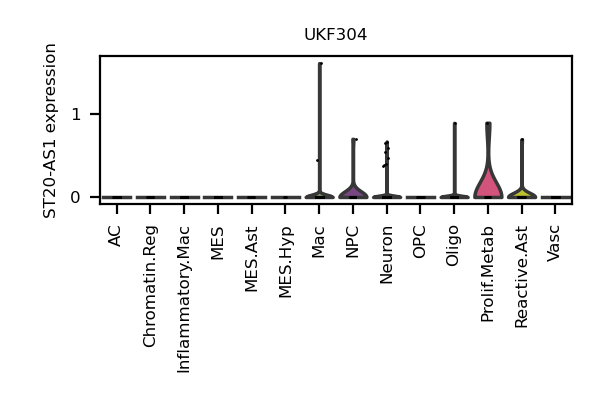 UKF304
ST20-AS1 expression
1
0
AC
Chromatin.Reg
Inflammatory.Mac
MES
MES.Ast
MES.Hyp
Mac
NPC
Neuron
OPC
Oligo
Prolif.Metab
Reactive.Ast
Vasc